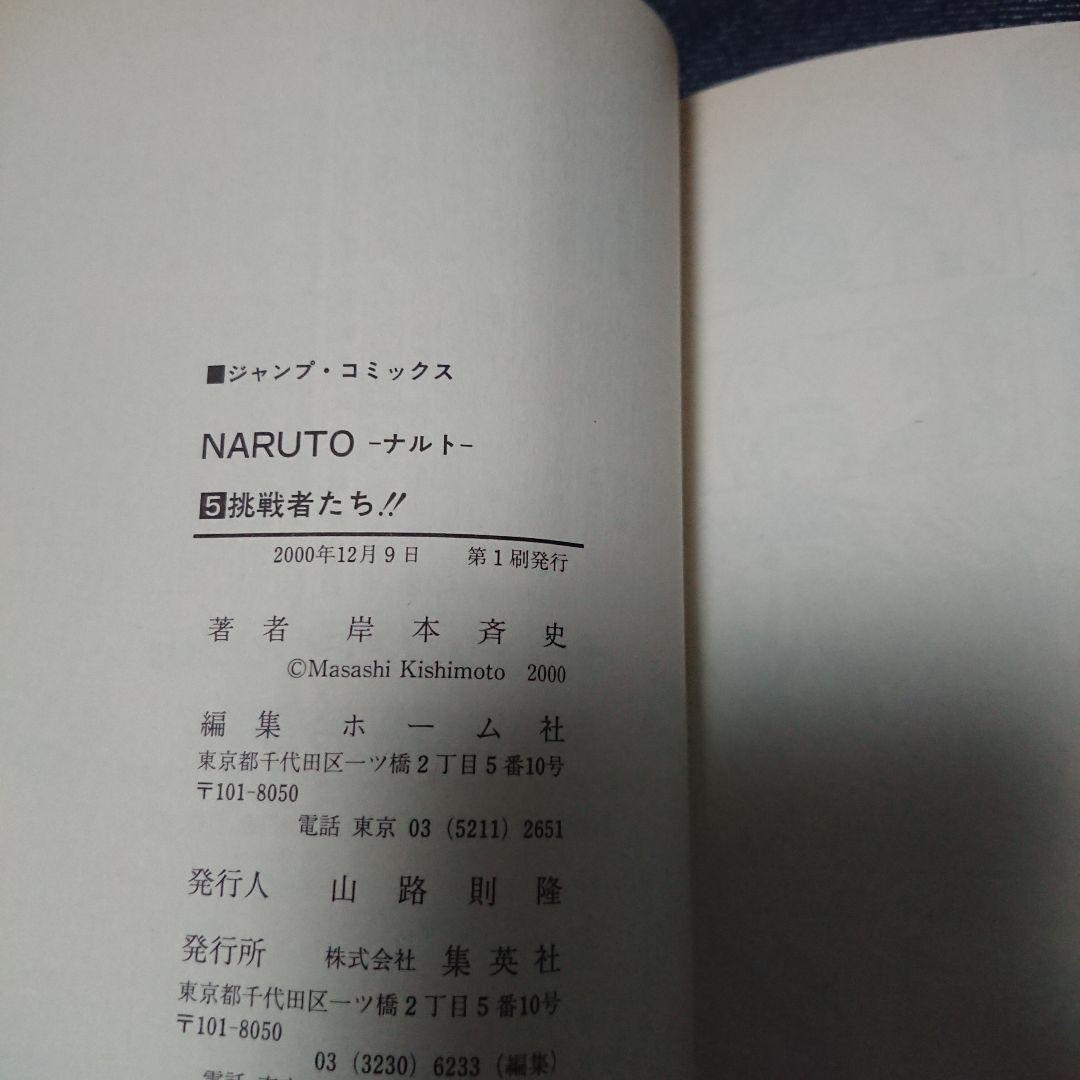 ■ジャンプ・コミックス
NARUTO -ナルト-
5挑戦者たち!!
2000年12月9日 第1刷発行
著者 岸本斉史
©Masashi Kishimoto 2000
編集 ホーム社
東京都千代田区一ツ橋2丁目5番10号
〒101-8050
電話 東京 03 (5211) 2651
発行人 山路則隆
発行所 株式会社 集英社
東京都千代田区一ツ橋2丁目5番10号
〒101-8050
03 (3230) 6233 (編集)